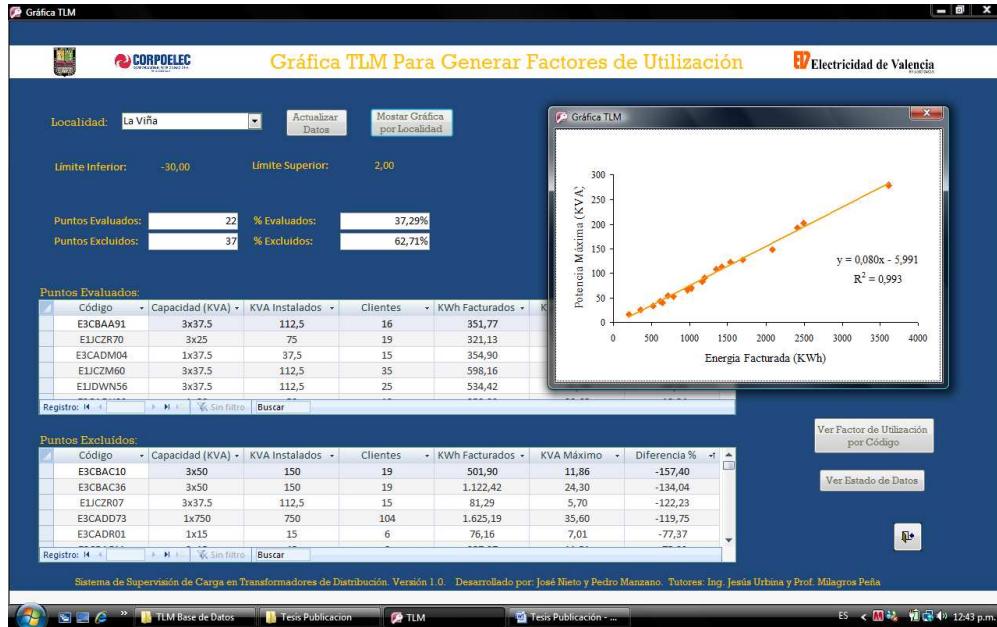 Gráfica TLM
CORPOELEC
Gráfica TLM Para Generar Factores de Utilización
EV Electricidad de Valencia
Localidad: La Viña
Actualizar Datos
Mostar Gráfica por Localidad
Límite Inferior: -30,00 Límite Superior: 2,00
Puntos Evaluados: 22 % Evaluados: 37,29%
Puntos Excluidos: 37 % Excluidos: 62,71%
Gráfica TLM
Potencia Máxima (KVA)
300
250
200
150
100
50
0
y = 0,080x - 5,991
R² = 0,993
0 500 1000 1500 2000 2500 3000 3500 4000
Energia Facturada (KWh)
Puntos Evaluados:
Código Capacidad (KVA) KVA Instalados Clientes KWh Facturados K
E3CBAA91 3x37.5 112,5 16 351,77
E1JCZR70 3x25 75 19 321,13
E3CADM04 1x37.5 37,5 15 354,90
E1JCZM60 3x37.5 112,5 35 598,16
E1JDWN56 3x37.5 112,5 25 534,42
Registro: Sin filtro Buscar
Puntos Excluídos:
Código Capacidad (KVA) KVA Instalados Clientes KWh Facturados KVA Máximo Diferencia %
E3CBAC10 3x50 150 19 501,90 11,86 -157,40
E3CBAC36 3x50 150 19 1.122,42 24,30 -134,04
E1JCZR07 3x37.5 112,5 15 81,29 5,70 -122,23
E3CADD73 1x750 750 104 1.625,19 35,60 -119,75
E3CADR01 1x15 15 6 76,16 7,01 -77,37
Registro: Sin filtro Buscar
Ver Factor de Utilización por Código
Ver Estado de Datos
Sistema de Supervisión de Carga en Transformadores de Distribución. Versión 1.0. Desarrollado por: José Nieto y Pedro Manzano. Tutores: Ing. Jesús Urbina y Prof. Milagros Peña
TLM Base de Datos
Tesis Publicacion
TLM
Tesis Publicación - ...
ES
12:43 p.m.